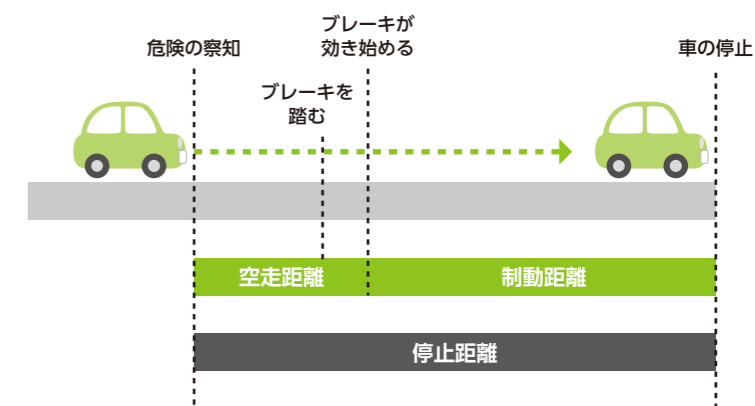 危険の察知
ブレーキが
効き始める
車の停止
ブレーキを
踏む
空走距離
制動距離
停止距離